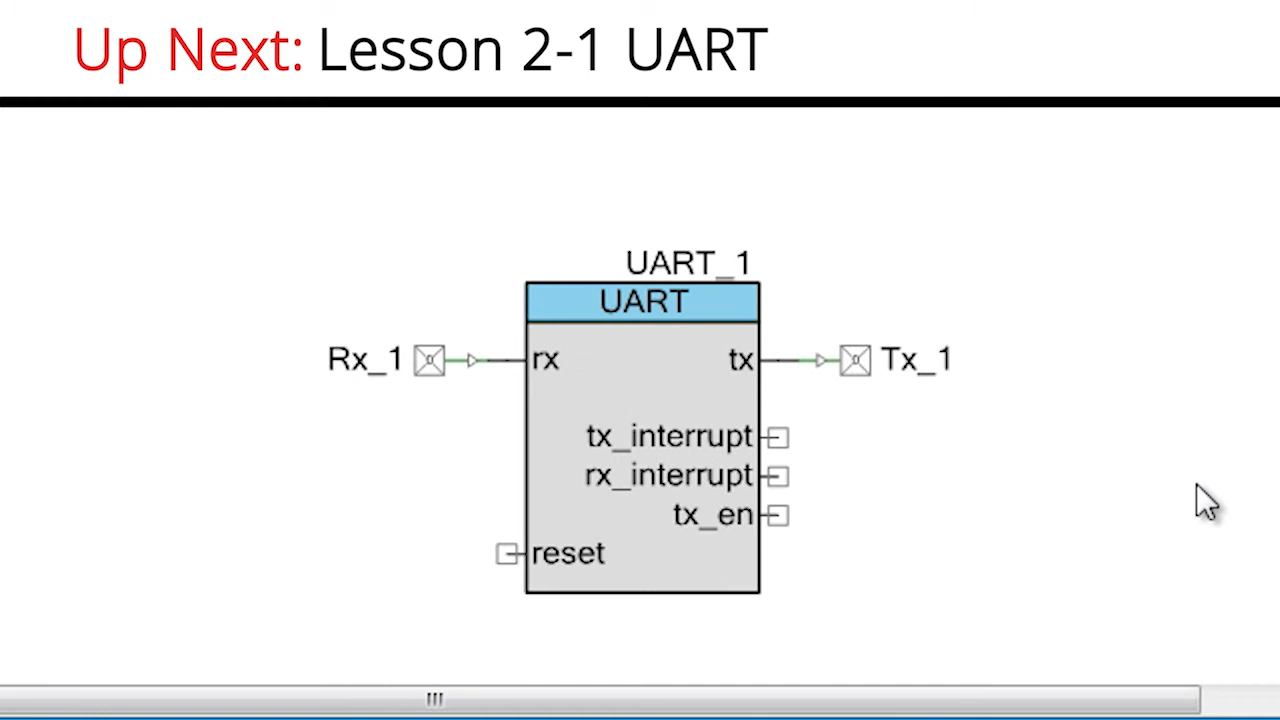 Up Next: Lesson 2-1 UART
UART_1
UART
Rx_1 rx tx Tx_1
tx_interrupt
rx_interrupt
tx_en
reset